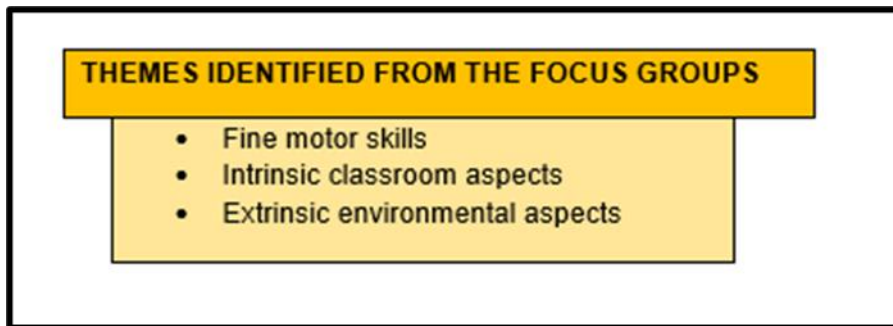 THEMES IDENTIFIED FROM THE FOCUS GROUPS
• Fine motor skills
• Intrinsic classroom aspects
• Extrinsic environmental aspects